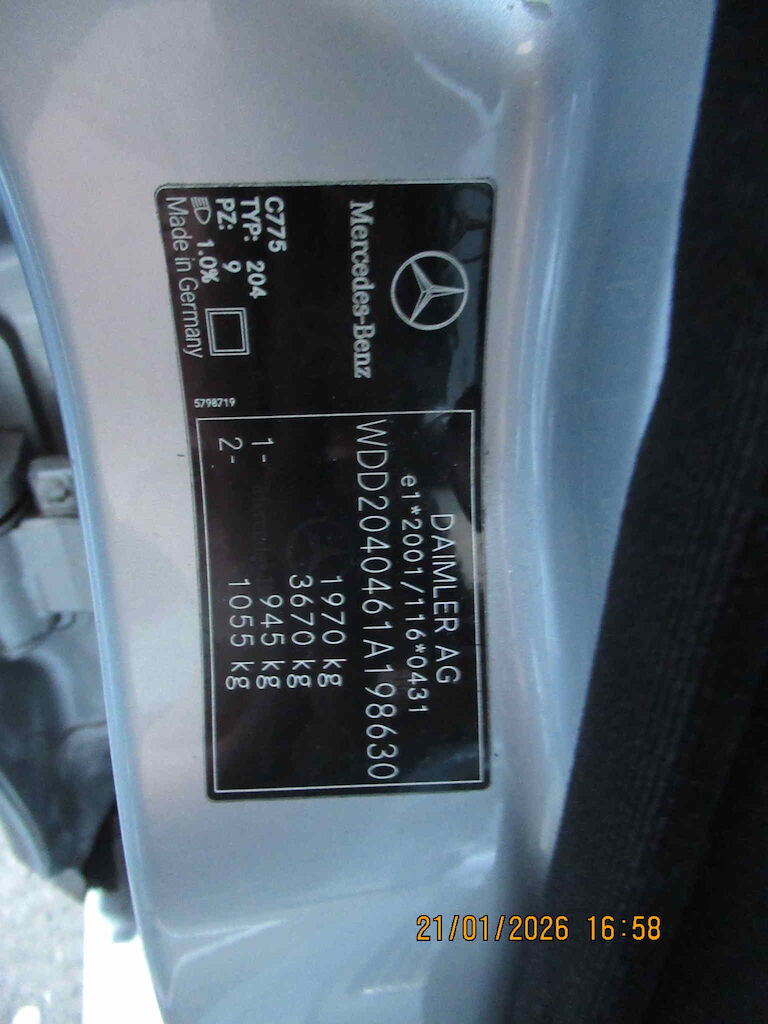 Mercedes-Benz
C775
TYP: 204
PZ: 9
1.0%
Made in Germany
5798719
DAIMLER AG
e1*2001/116*0431
WDD2040461A198630
1970 kg
3670 kg
1- 945 kg
2- 1055 kg
21/01/2026 16:58